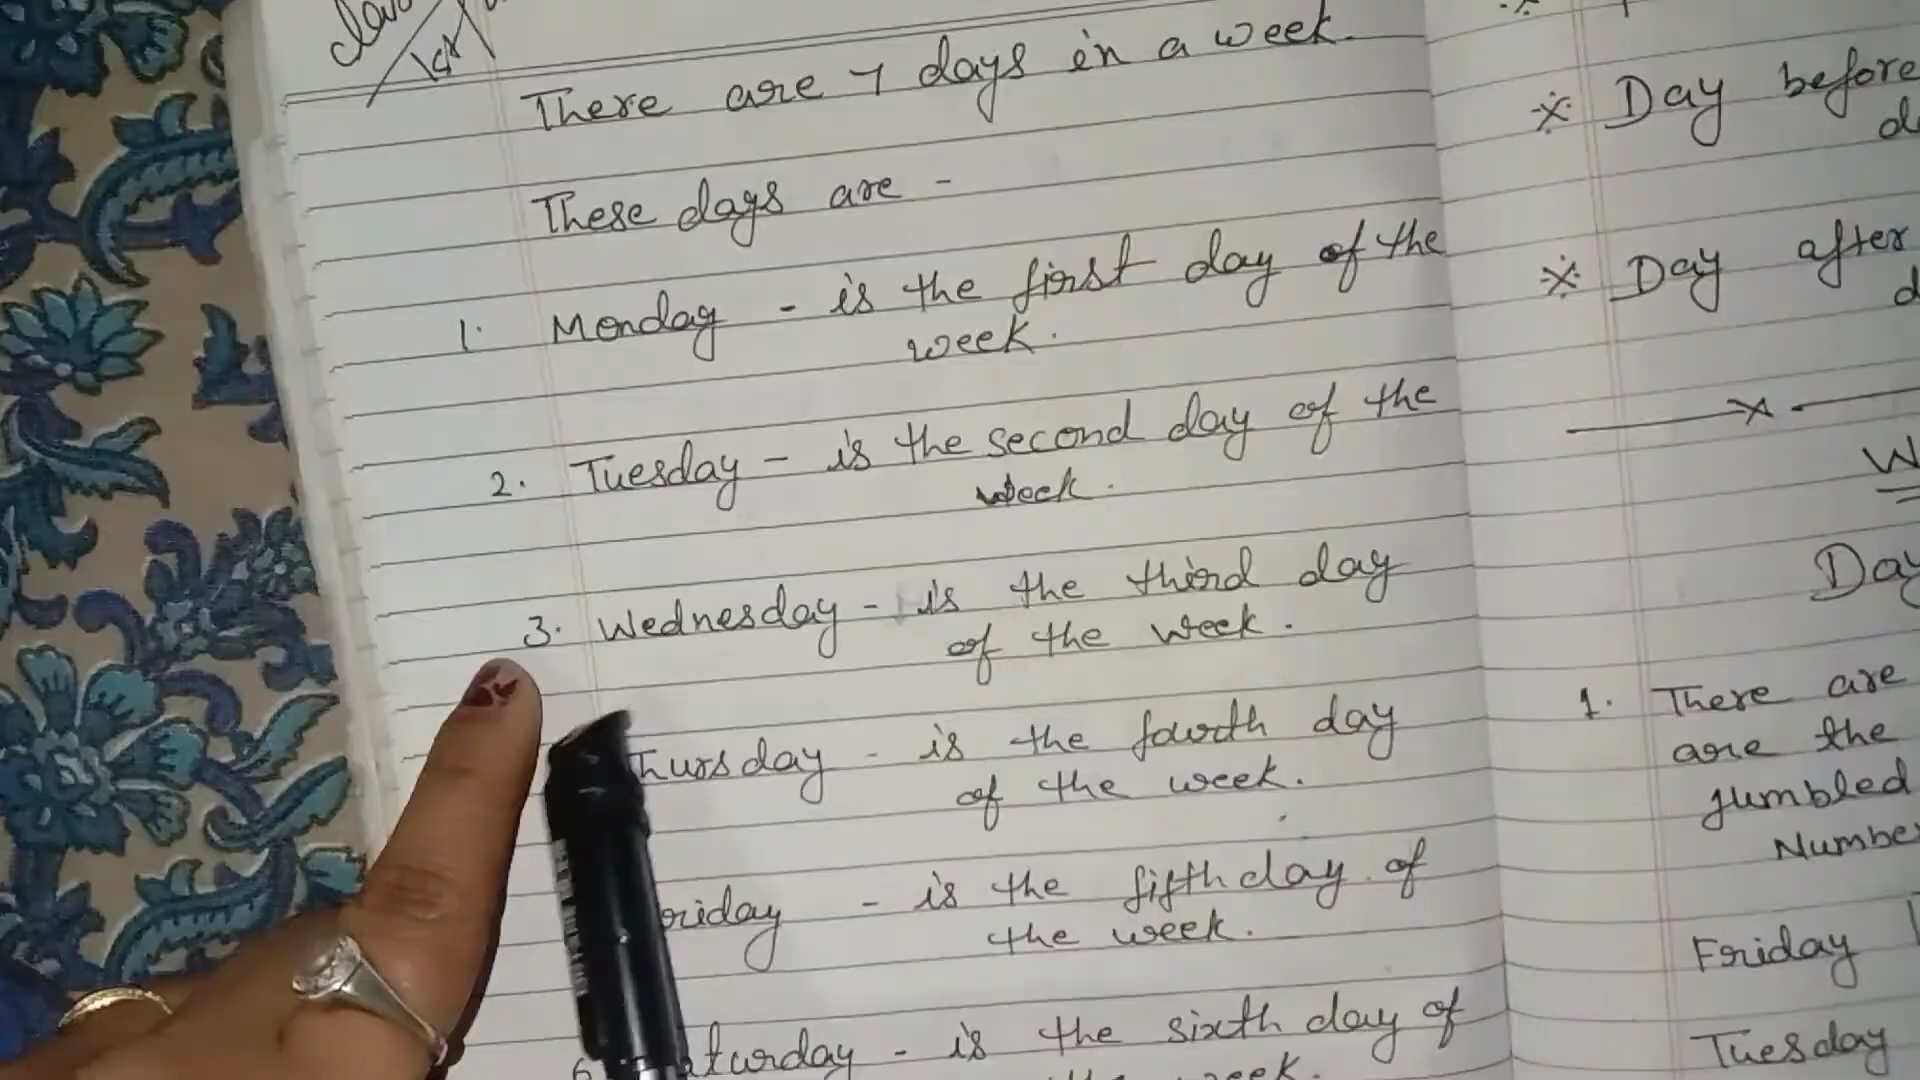 There are 7 days in a week.
These days are -
1. Monday - is the first day of the
week.
2. Tuesday - is the second day of the
week.
3. Wednesday - is the third day
of the week.
Thursday - is the fourth day
of the week.
riday - is the fifth day of
the week.
6 aturday - is the sixth day of
week.
※ Day before
※ Day after
Day
1. There are
are the
jumbled
Number
Friday
Tuesday